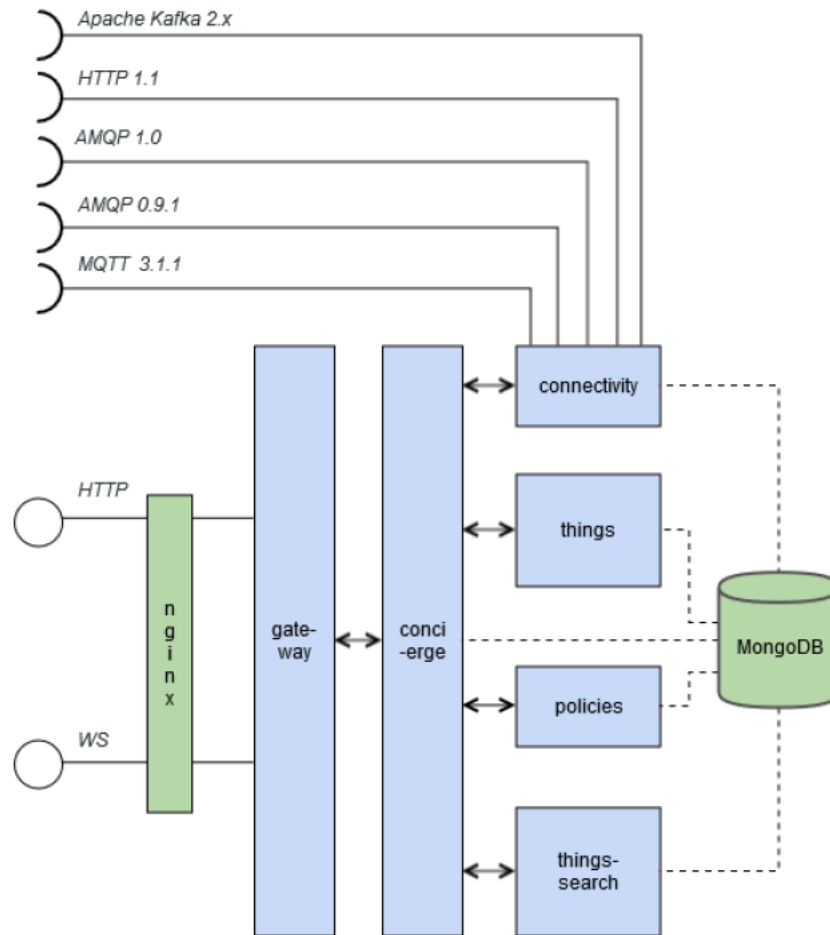 Apache Kafka 2.x
HTTP 1.1
AMQP 1.0
AMQP 0.9.1
MQTT 3.1.1
connectivity
HTTP
things
n
g
i
n
x
gate-
way
conci
-erge
MongoDB
policies
WS
things-
search